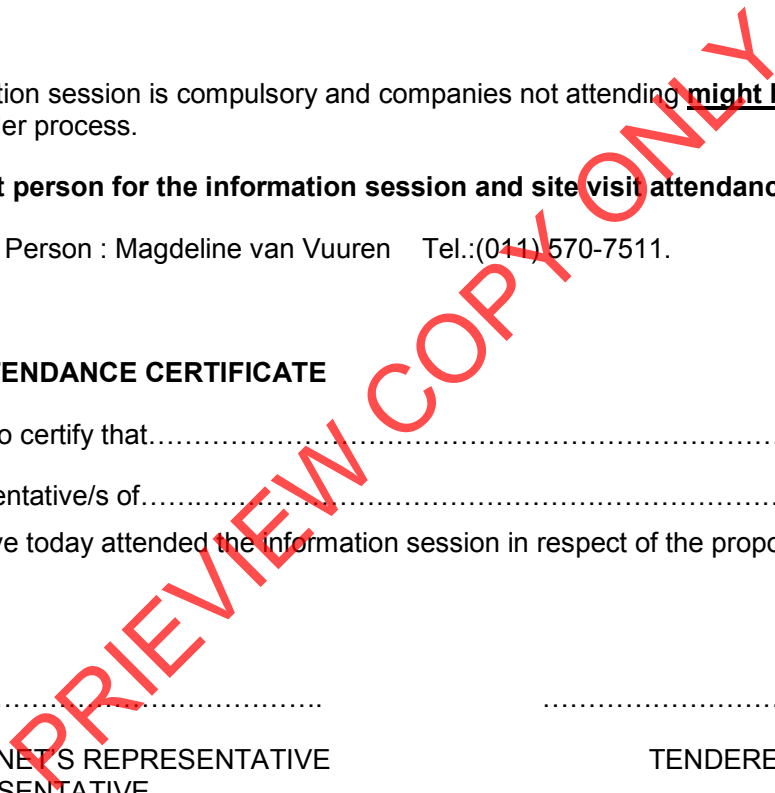 tion session is compulsory and companies not attending might
er process.
t person for the information session and site visit attendanc
Person : Magdeline van Vuuren Tel.:(011) 570-7511.
TENDANCE CERTIFICATE
o certify that……………………………………………………………
entative/s of……………………………………………………………
ve today attended the information session in respect of the propo
……………………………. ……………………
NET'S REPRESENTATIVE TENDERE
SENTATIVE
PRIEVIEW COPY ONLY